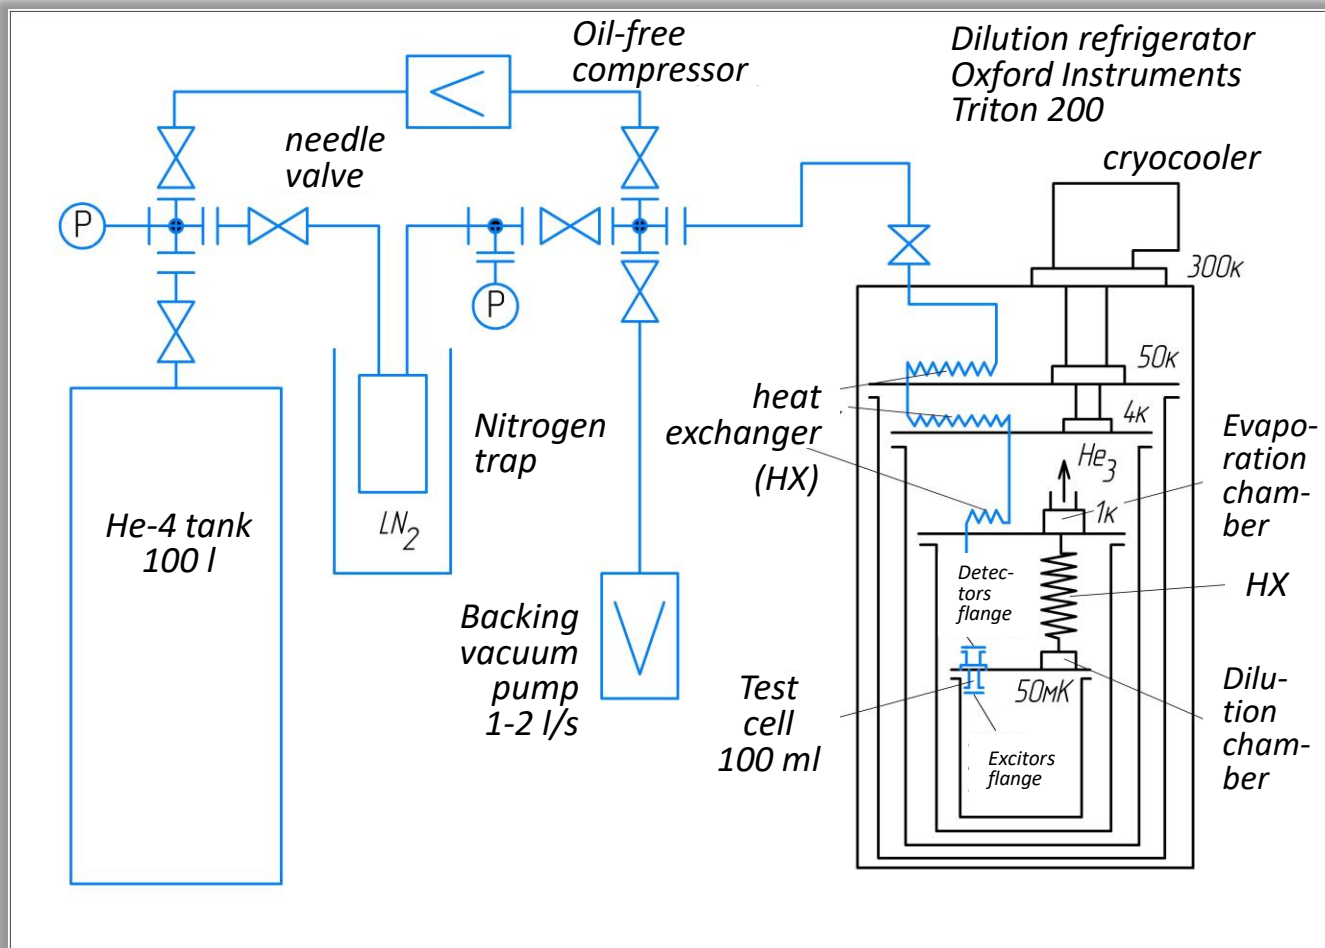 Oil-free
compressor
Dilution refrigerator
Oxford Instruments
Triton 200
needle
valve
cryocooler
P
300K
P
50K
heat
exchanger
(HX)
4K
Evapo-
ration
cham-
ber
He3
1K
Nitrogen
trap
He-4 tank
100 l
LN2
Detec-
tors
flange
HX
Backing
vacuum
pump
1-2 l/s
Test
cell
100 ml
50мK
Dilu-
tion
cham-
ber
Excitors
flange